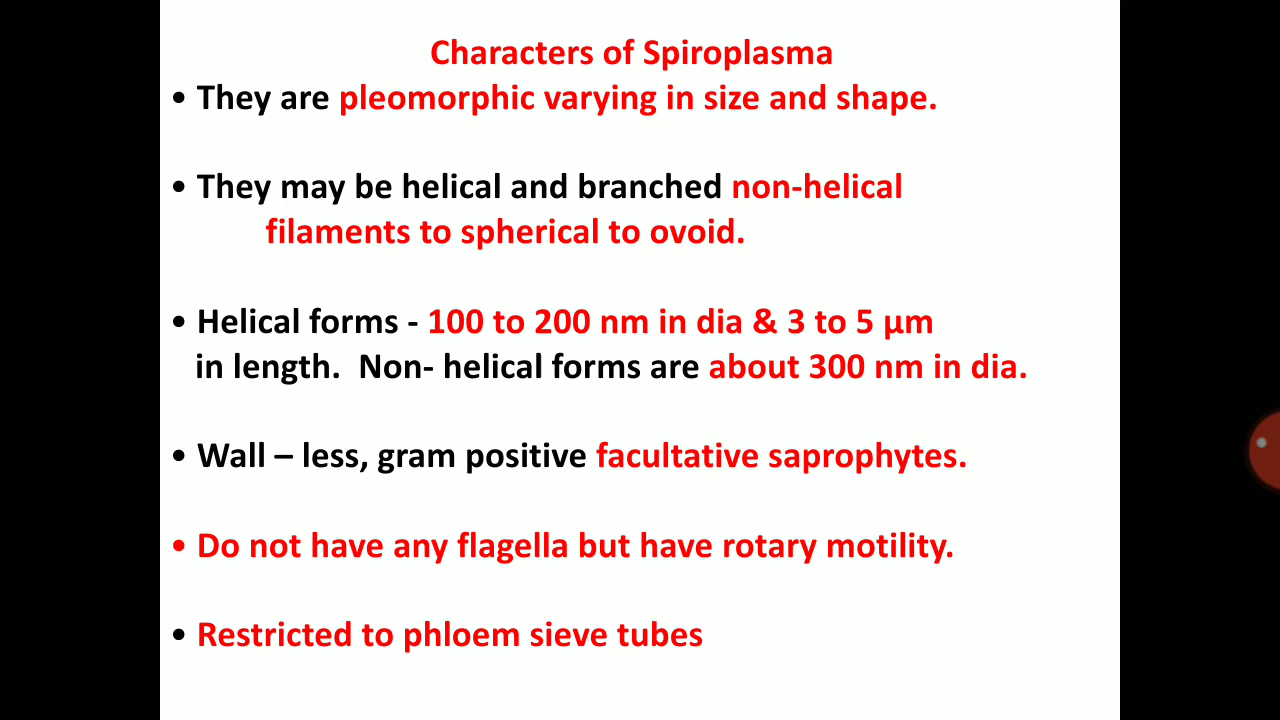 Characters of Spiroplasma
• They are pleomorphic varying in size and shape.
• They may be helical and branched non-helical
filaments to spherical to ovoid.
• Helical forms - 100 to 200 nm in dia & 3 to 5 µm
in length. Non- helical forms are about 300 nm in dia.
• Wall – less, gram positive facultative saprophytes.
• Do not have any flagella but have rotary motility.
• Restricted to phloem sieve tubes